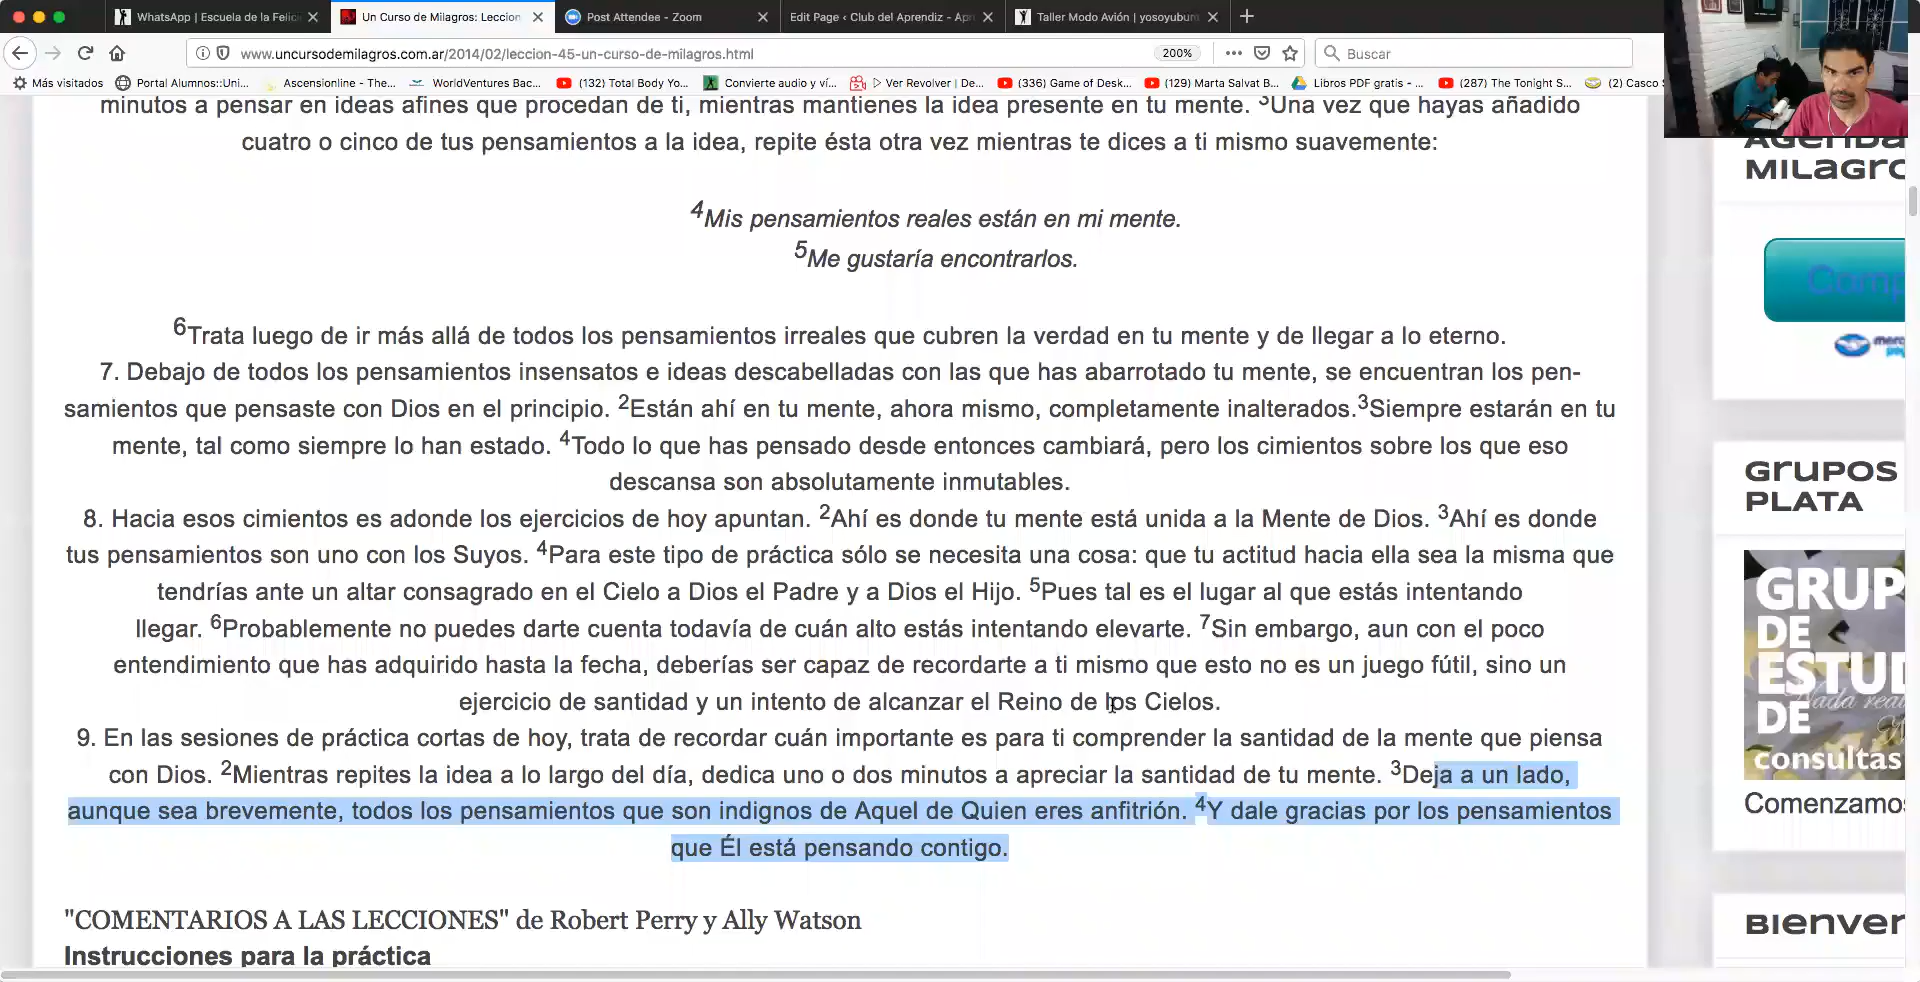 WhatsApp | Escuela de la Felic
Un Curso de Milagros: Leccion
Post Attendee - Zoom
Edit Page ‹ Club del Aprendiz - Apr
Taller Modo Avión | yosoyubun
www.uncursodemilagros.com.ar/2014/02/leccion-45-un-curso-de-milagros.html
200%
Buscar
Más visitados
Portal Alumnos::Uni...
Ascensionline - The...
WorldVentures Bac...
(132) Total Body Yo...
Convierte audio y ví...
Ver Revolver | De...
(336) Game of Desk...
(129) Marta Salvat B...
Libros PDF gratis - ...
(287) The Tonight S...
(2) Casco
minutos a pensar en ideas afines que procedan de ti, mientras mantienes la idea presente en tu mente. ³Una vez que hayas añadido
cuatro o cinco de tus pensamientos a la idea, repite ésta otra vez mientras te dices a ti mismo suavemente:
⁴Mis pensamientos reales están en mi mente.
⁵Me gustaría encontrarlos.
⁶Trata luego de ir más allá de todos los pensamientos irreales que cubren la verdad en tu mente y de llegar a lo eterno.
7. Debajo de todos los pensamientos insensatos e ideas descabelladas con las que has abarrotado tu mente, se encuentran los pen-
samientos que pensaste con Dios en el principio. ²Están ahí en tu mente, ahora mismo, completamente inalterados.³Siempre estarán en tu
mente, tal como siempre lo han estado. ⁴Todo lo que has pensado desde entonces cambiará, pero los cimientos sobre los que eso
descansa son absolutamente inmutables.
8. Hacia esos cimientos es adonde los ejercicios de hoy apuntan. ²Ahí es donde tu mente está unida a la Mente de Dios. ³Ahí es donde
tus pensamientos son uno con los Suyos. ⁴Para este tipo de práctica sólo se necesita una cosa: que tu actitud hacia ella sea la misma que
tendrías ante un altar consagrado en el Cielo a Dios el Padre y a Dios el Hijo. ⁵Pues tal es el lugar al que estás intentando
llegar. ⁶Probablemente no puedes darte cuenta todavía de cuán alto estás intentando elevarte. ⁷Sin embargo, aun con el poco
entendimiento que has adquirido hasta la fecha, deberías ser capaz de recordarte a ti mismo que esto no es un juego fútil, sino un
ejercicio de santidad y un intento de alcanzar el Reino de los Cielos.
9. En las sesiones de práctica cortas de hoy, trata de recordar cuán importante es para ti comprender la santidad de la mente que piensa
con Dios. ²Mientras repites la idea a lo largo del día, dedica uno o dos minutos a apreciar la santidad de tu mente. ³Deja a un lado,
aunque sea brevemente, todos los pensamientos que son indignos de Aquel de Quien eres anfitrión. ⁴Y dale gracias por los pensamientos
que Él está pensando contigo.
"COMENTARIOS A LAS LECCIONES" de Robert Perry y Ally Watson
Instrucciones para la práctica
Agenda
Milagro
Comp
merc
pa
Grupos
Plata
GRUP
DE
ESTUD
Nada rea
DE
consultas
Comenzamos
Bienver